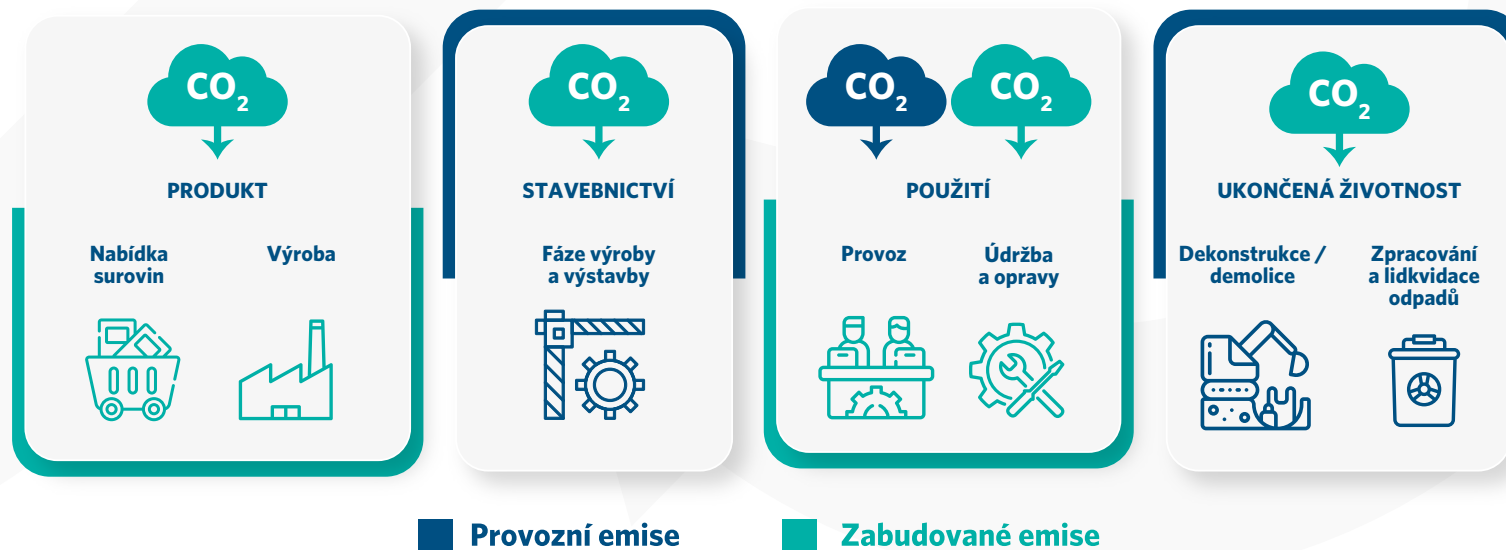 CO2
PRODUKT
Nabídka
surovin
Výroba
CO2
STAVEBNICTVÍ
Fáze výroby
a výstavby
CO2
CO2
POUŽITÍ
Provoz
Údržba
a opravy
CO2
UKONČENÁ ŽIVOTNOST
Dekonstrukce /
demolice
Zpracování
a lidkvidace
odpadů
Provozní emise
Zabudované emise